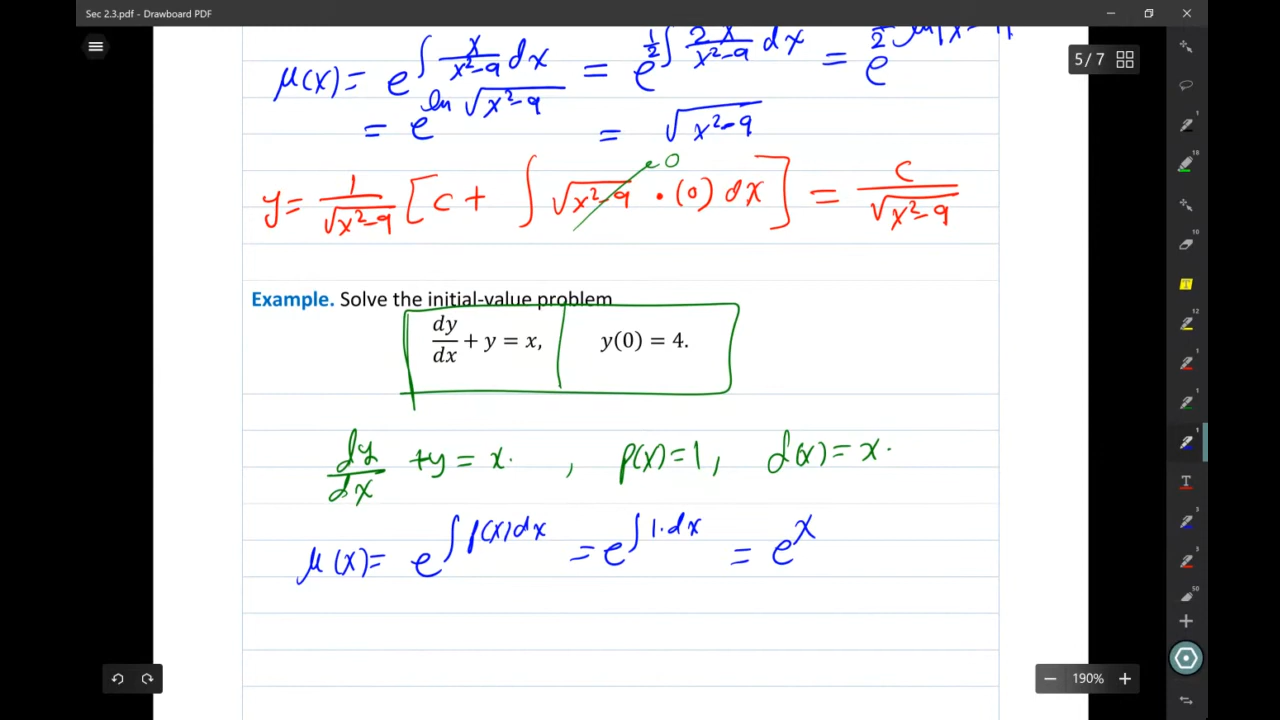 Sec 2.3.pdf - Drawboard PDF
5 / 7
μ(x) = e^{∫ x/(x²-9) dx} = e^{1/2 ∫ 2x/(x²-9) dx} = e
= e^{ln √(x²-9)} = √(x²-9)
y = 1/√(x²-9) [c + ∫ √(x²-9) · (0) dx] = c/√(x²-9)
0
Example. Solve the initial-value problem
dy/dx + y = x, y(0) = 4.
dy/dx + y = x. , p(x) = 1, f(x) = x.
μ(x) = e^{∫ p(x) dx} = e^{∫ 1·dx} = e^x
190%